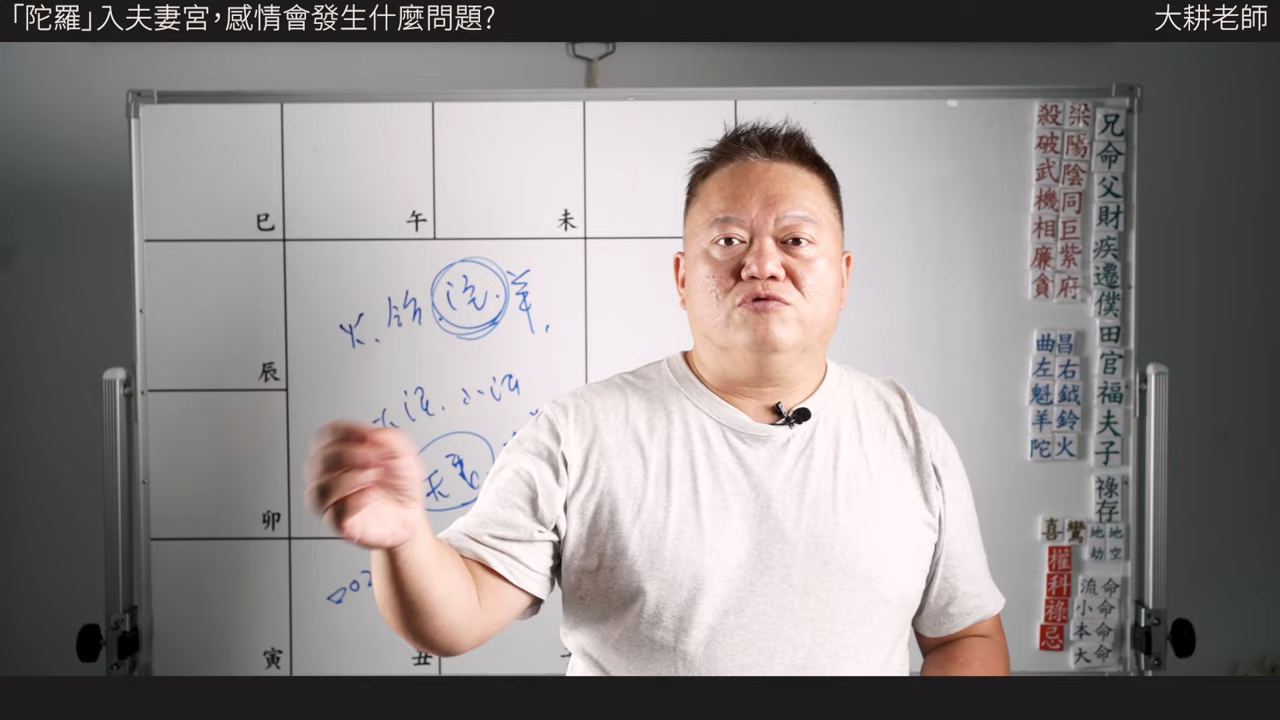 「陀羅」入夫妻宮,感情會發生什麼問題?
大耕老師
巳 午 未
辰
卯
寅 丑
火.鈴
羊.
梁陽陰同巨紫府
殺破武機相廉貪
昌右鉞鈴火
曲左魁羊陀
兄命父財疾遷僕田官福夫子
祿存
鸞
喜
地空
地劫
權科祿忌
流命
小命
本命
大命